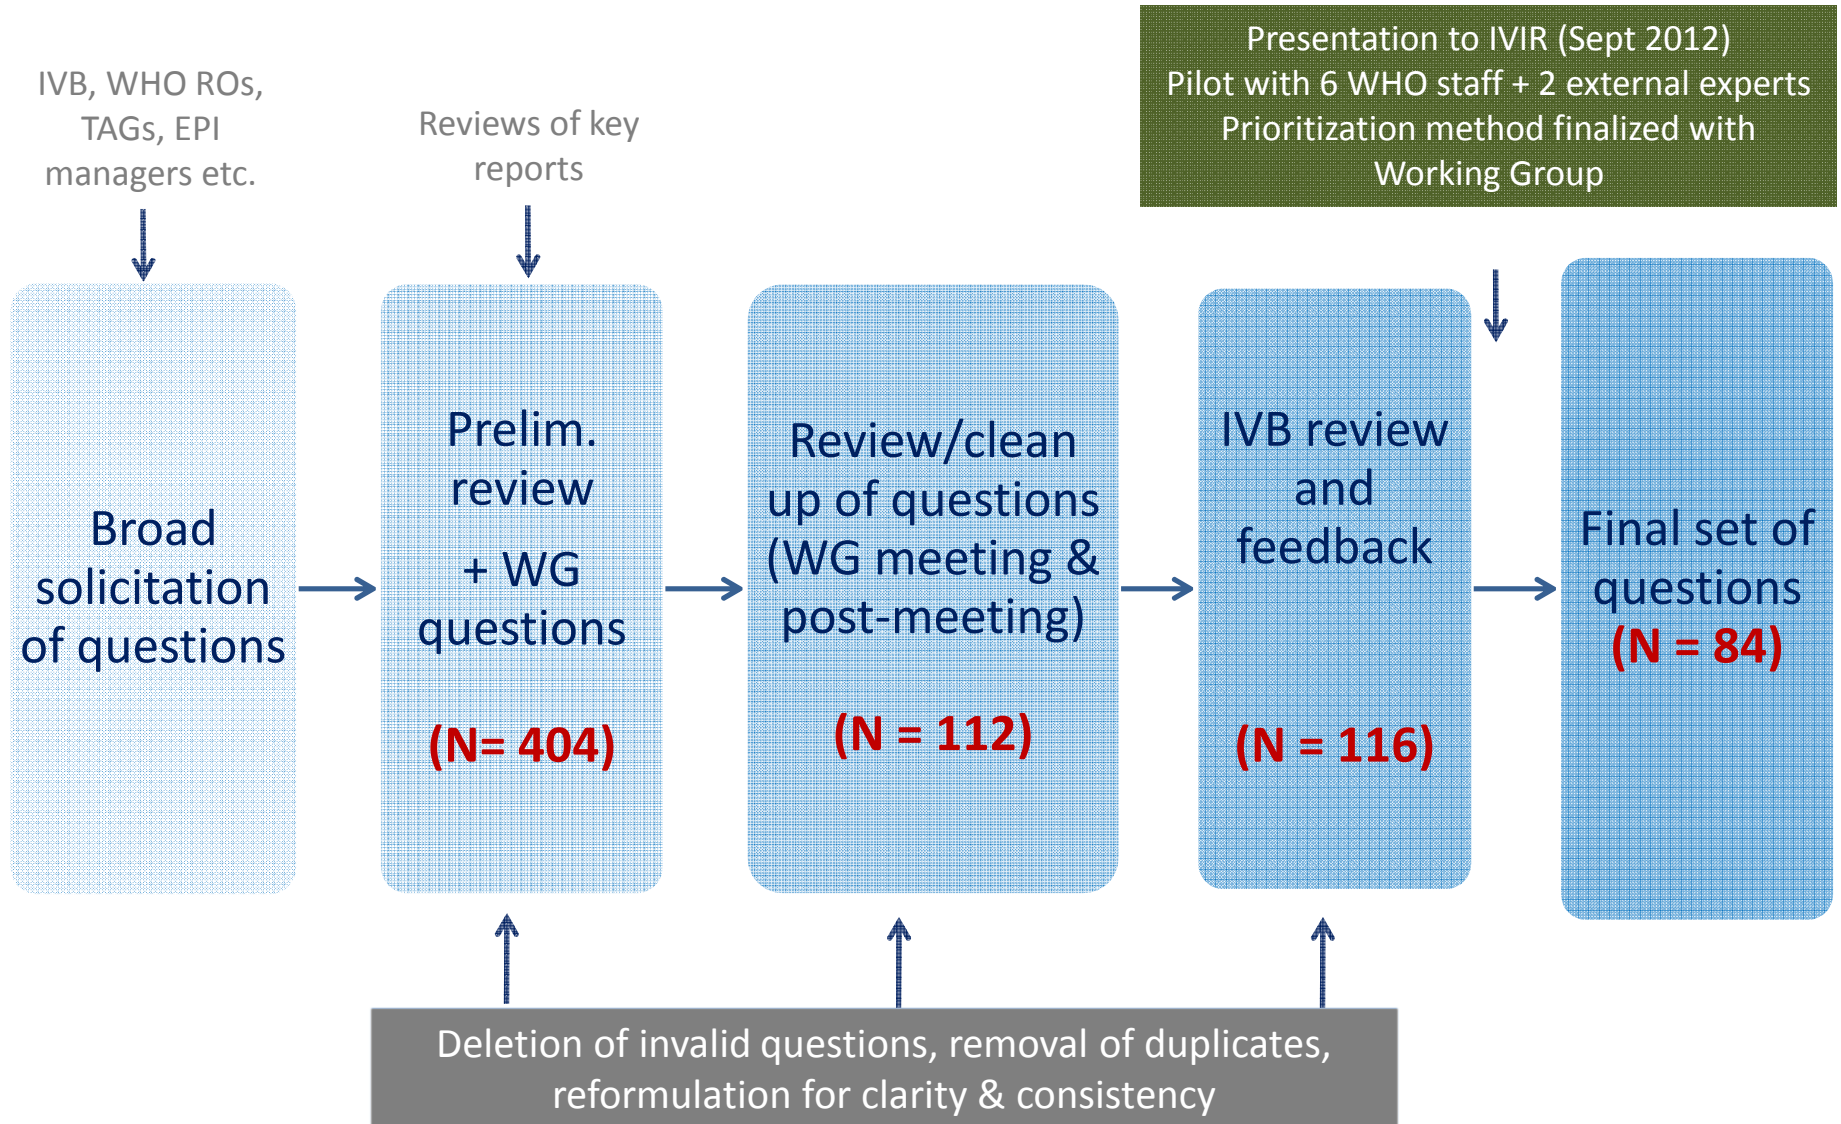 IVB, WHO ROs,
TAGs, EPI
managers etc.
Reviews of key
reports
Presentation to IVIR (Sept 2012)
Pilot with 6 WHO staff + 2 external experts
Prioritization method finalized with
Working Group
Broad
solicitation
of questions
Prelim.
review
+ WG
questions
(N= 404)
Review/clean
up of questions
(WG meeting &
post-meeting)
(N = 112)
IVB review
and
feedback
(N = 116)
Final set of
questions
(N = 84)
Deletion of invalid questions, removal of duplicates,
reformulation for clarity & consistency